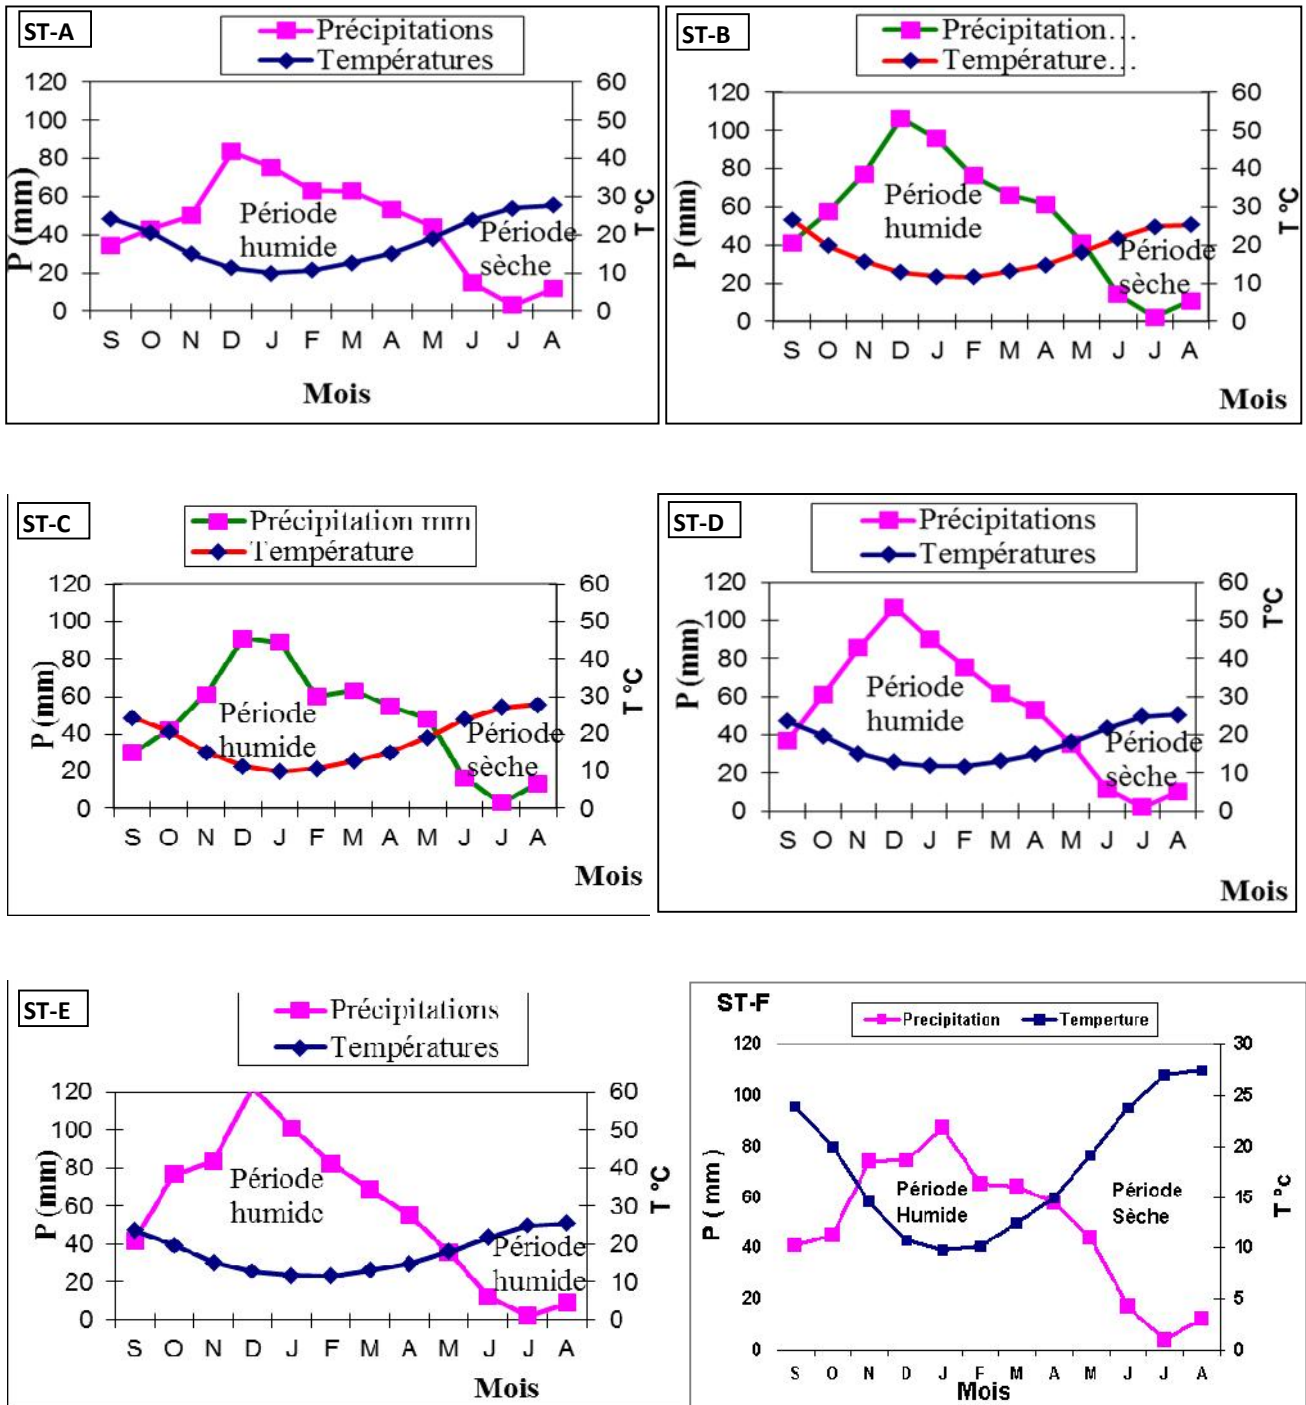 ST-A
Précipitations
Températures
120
100
80
60
40
20
0
P (mm)
60
50
40
30
20
10
0
T °C
Période
humide
Période
sèche
S O N D J F M A M J J A
Mois
ST-B
Précipitation…
Température…
120
100
80
60
40
20
0
P (mm)
60
50
40
30
20
10
0
T °C
Période
humide
Période
sèche
S O N D J F M A M J J A
Mois
ST-C
Précipitation mm
Température
120
100
80
60
40
20
0
P (mm)
60
50
40
30
20
10
0
T °C
Période
humide
Période
sèche
S O N D J F M A M J J A
Mois
ST-D
Précipitations
Températures
120
100
80
60
40
20
0
P (mm)
60
50
40
30
20
10
0
T°C
Période
humide
Période
sèche
S O N D J F M A M J J A
Mois
ST-E
Précipitations
Températures
120
100
80
60
40
20
0
P (mm)
60
50
40
30
20
10
0
T °C
Période
humide
Période
humide
S O N D J F M A M J J A
Mois
ST-F
Precipitation Temperture
120
100
80
60
40
20
0
P ( mm )
30
25
20
15
10
5
0
T °c
Période
Humide
Période
Sèche
S O N D J F M A M J J A
Mois